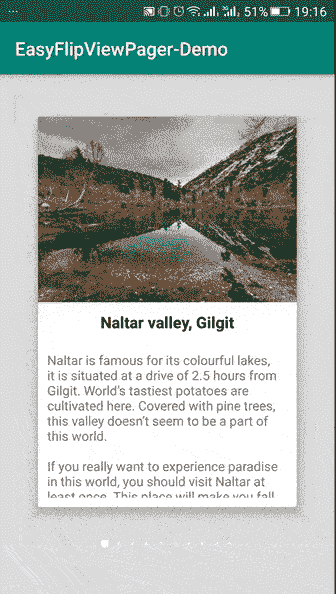 51% 19:16
EasyFlipViewPager-Demo
Naltar valley, Gilgit
Naltar is famous for its colourful lakes,
it is situated at a drive of 2.5 hours from
Gilgit. World's tastiest potatoes are
cultivated here. Covered with pine trees,
this valley doesn't seem to be a part of
this world.
If you really want to experience paradise
in this world, you should visit Naltar at
least once. This place will make you fall